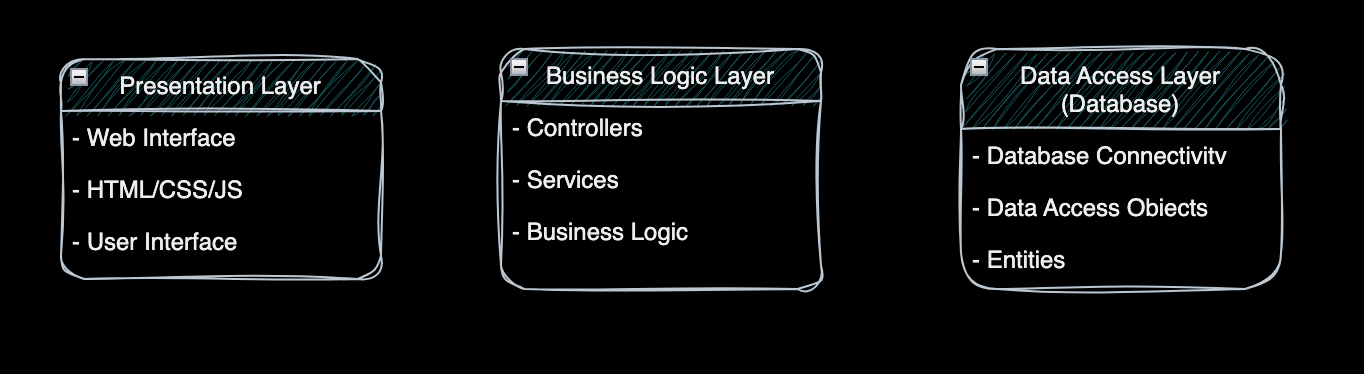 Presentation Layer
- Web Interface
- HTML/CSS/JS
- User Interface
Business Logic Layer
- Controllers
- Services
- Business Logic
Data Access Layer
(Database)
- Database Connectivity
- Data Access Objects
- Entities